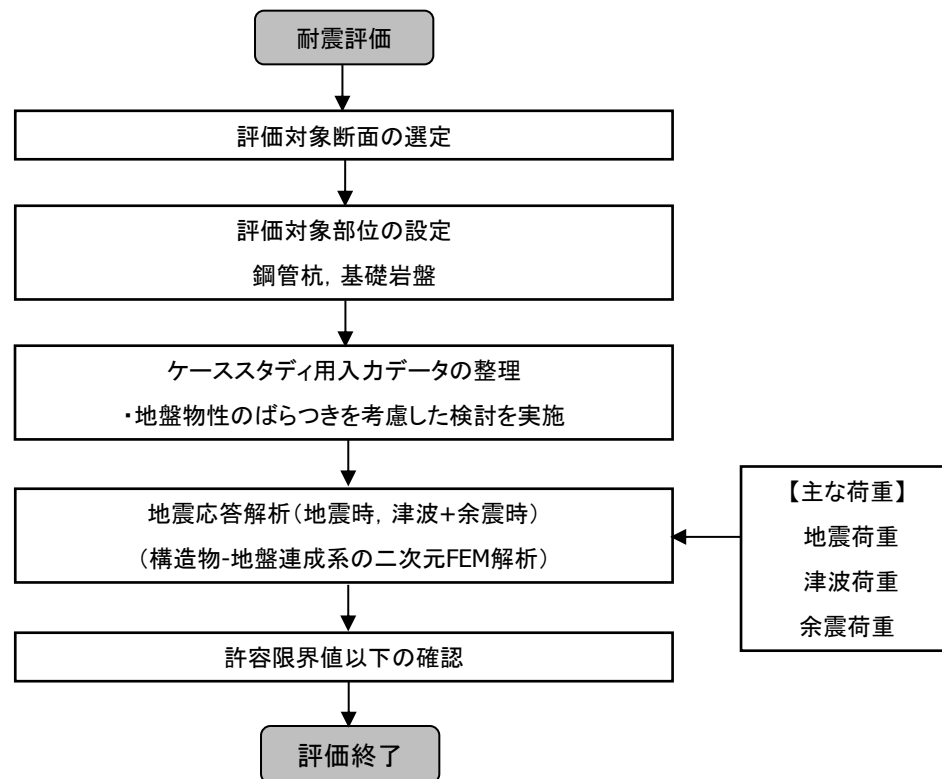 耐震評価
評価対象断面の選定
評価対象部位の設定
鋼管杭，基礎岩盤
ケーススタディ用入力データの整理
・地盤物性のばらつきを考慮した検討を実施
地震応答解析（地震時，津波+余震時）
（構造物-地盤連成系の二次元FEM解析）
【主な荷重】
地震荷重
津波荷重
余震荷重
許容限界値以下の確認
評価終了